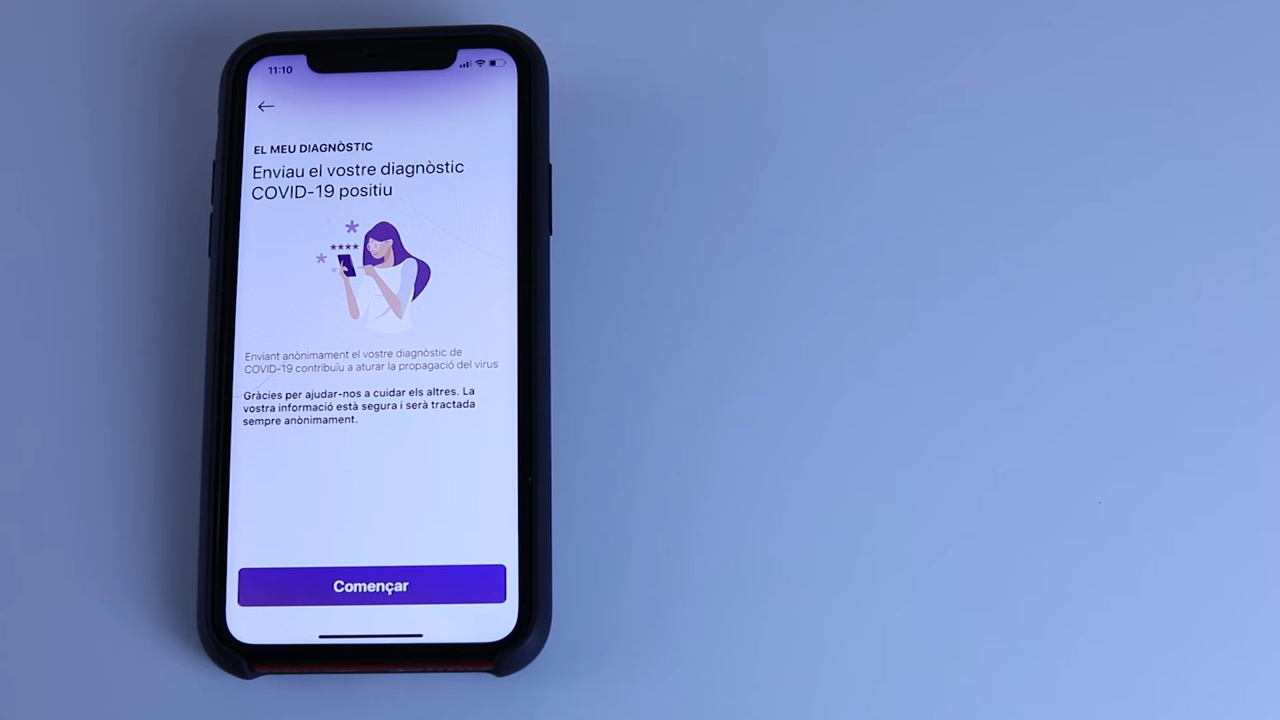 11:10
EL MEU DIAGNÒSTIC
Enviau el vostre diagnòstic
COVID-19 positiu
Enviant anònimament el vostre diagnòstic de
COVID-19 contribuïu a aturar la propagació del virus
Gràcies per ajudar-nos a cuidar els altres. La
vostra informació està segura i serà tractada
sempre anònimament.
Començar